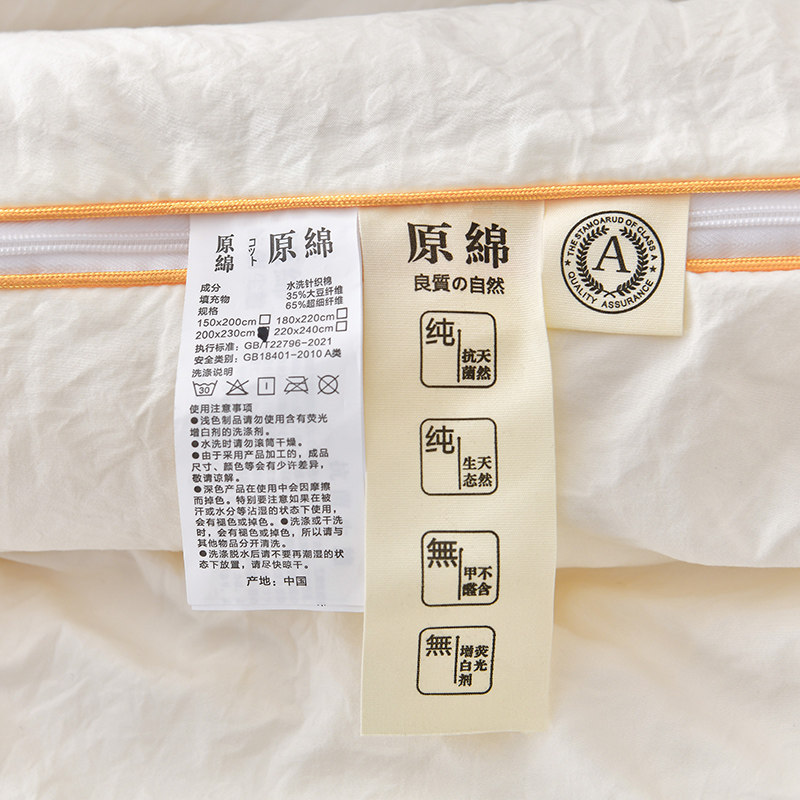 原綿
コット
原綿
成分 水洗针织棉
填充物 35%大豆纤维
65%超细纤维
规格
150x200cm 180x220cm
200x230cm 220x240cm
执行标准: GB/T22796-2021
安全类别: GB18401-2010 A类
洗涤说明
30
使用注意事项
●浅色制品请勿使用含有荧光
增白剂的洗涤剂。
●水洗时请勿滚筒干燥。
●由于采用产品加工的，成品
尺寸、颜色等会有少许差异，
敬请谅解。
●深色产品在使用中会因摩擦
而掉色。特别要注意如果在被
汗或水分等沾湿的状态下使用，
会有褪色或掉色。●洗涤或干洗
时，会有褪色或掉色，所以请与
其他物品分开清洗。
●洗涤脱水后请不要再潮湿的状
态下放置，请尽快晾干。
产地: 中国
原綿
良質の自然
纯
天然
抗菌
纯
天然
生态
無
不含
甲醛
無
荧光
增白剂
THE STAMOARUD OF CLASS A
A
QUALITY ASSURANCE